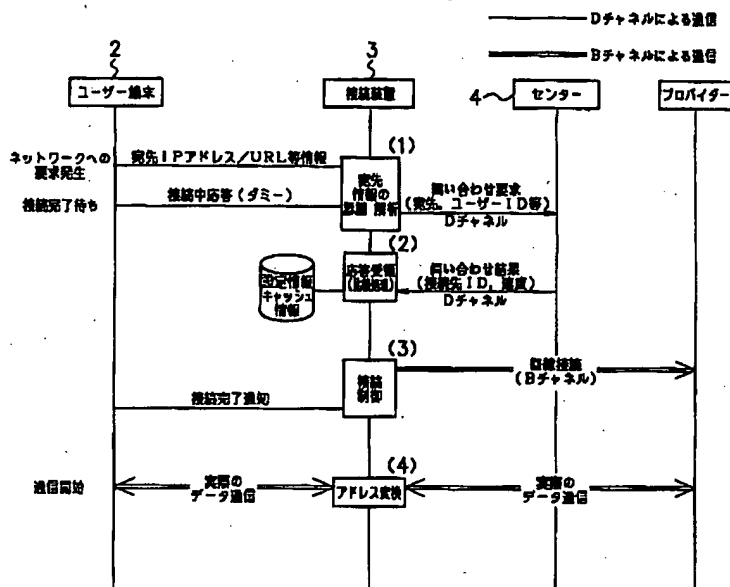 Dチャネルによる通信
Bチャネルによる通信
2
3
4
ユーザー端末
接続装置
センター
プロバイダー
ネットワークへの
要求発生
宛先IPアドレス/URL等情報
(1)
宛先
情報の
認識 解析
接続完了待ち
接続中応答(ダミー)
問い合わせ要求
(宛先、ユーザーID等)
Dチャネル
(2)
応答受領
設定情報
キャッシュ
情報
問い合わせ結果
(接続先ID、速度)
Dチャネル
(3)
接続
制御
回線接続
(Bチャネル)
接続完了通知
(4)
通信開始
実際の
データ通信
アドレス変換
実際の
データ通信